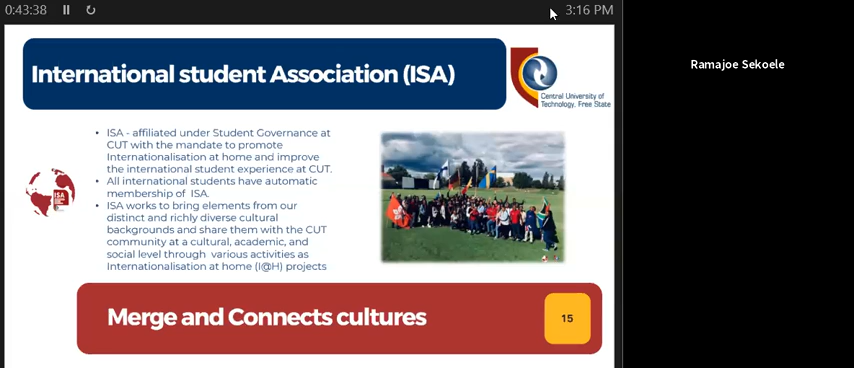 0:43:38
3:16 PM
International student Association (ISA)
Central University of
Technology, Free State
• ISA - affiliated under Student Governance at
CUT with the mandate to promote
Internationalisation at home and improve
the international student experience at CUT.
• All international students have automatic
membership of ISA.
• ISA works to bring elements from our
distinct and richly diverse cultural
backgrounds and share them with the CUT
community at a cultural, academic, and
social level through various activities as
Internationalisation at home (I@H) projects
ISA
Merge and Connects cultures
15
Ramajoe Sekoele